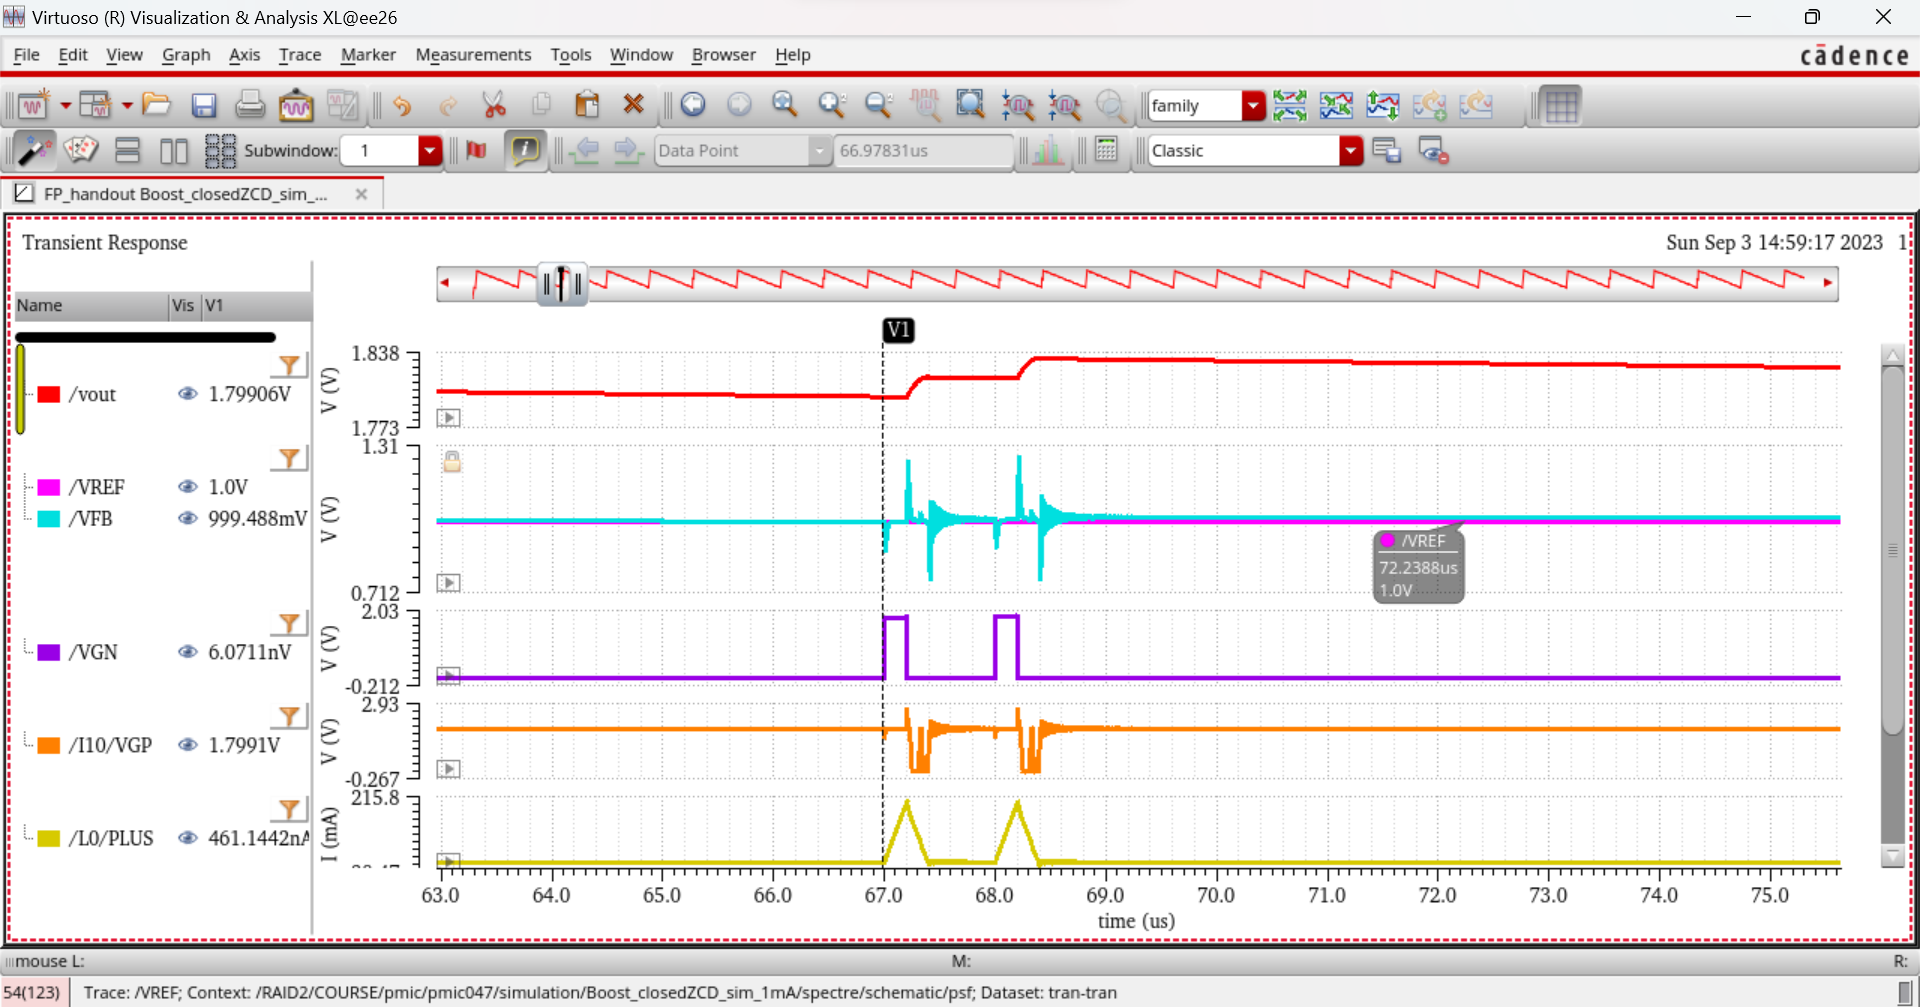 Virtuoso (R) Visualization & Analysis XL@ee26
File Edit View Graph Axis Trace Marker Measurements Tools Window Browser Help
cādence
family
Subwindow: 1
Data Point
66.97831us
Classic
FP_handout Boost_closedZCD_sim_...
Transient Response
Sun Sep 3 14:59:17 2023 1
Name Vis V1
V1
/vout 1.79906V
V (V)
1.838
1.773
/VREF 1.0V
/VFB 999.488mV
V (V)
1.31
0.712
/VREF
72.2388us
1.0V
/VGN 6.0711nV
V (V)
2.03
-0.212
/I10/VGP 1.7991V
V (V)
2.93
-0.267
/L0/PLUS 461.1442nA
I (mA)
215.8
63.0 64.0 65.0 66.0 67.0 68.0 69.0 70.0 71.0 72.0 73.0 74.0 75.0
time (us)
mouse L: M: R:
54(123) Trace: /VREF; Context: /RAID2/COURSE/pmic/pmic047/simulation/Boost_closedZCD_sim_1mA/spectre/schematic/psf; Dataset: tran-tran